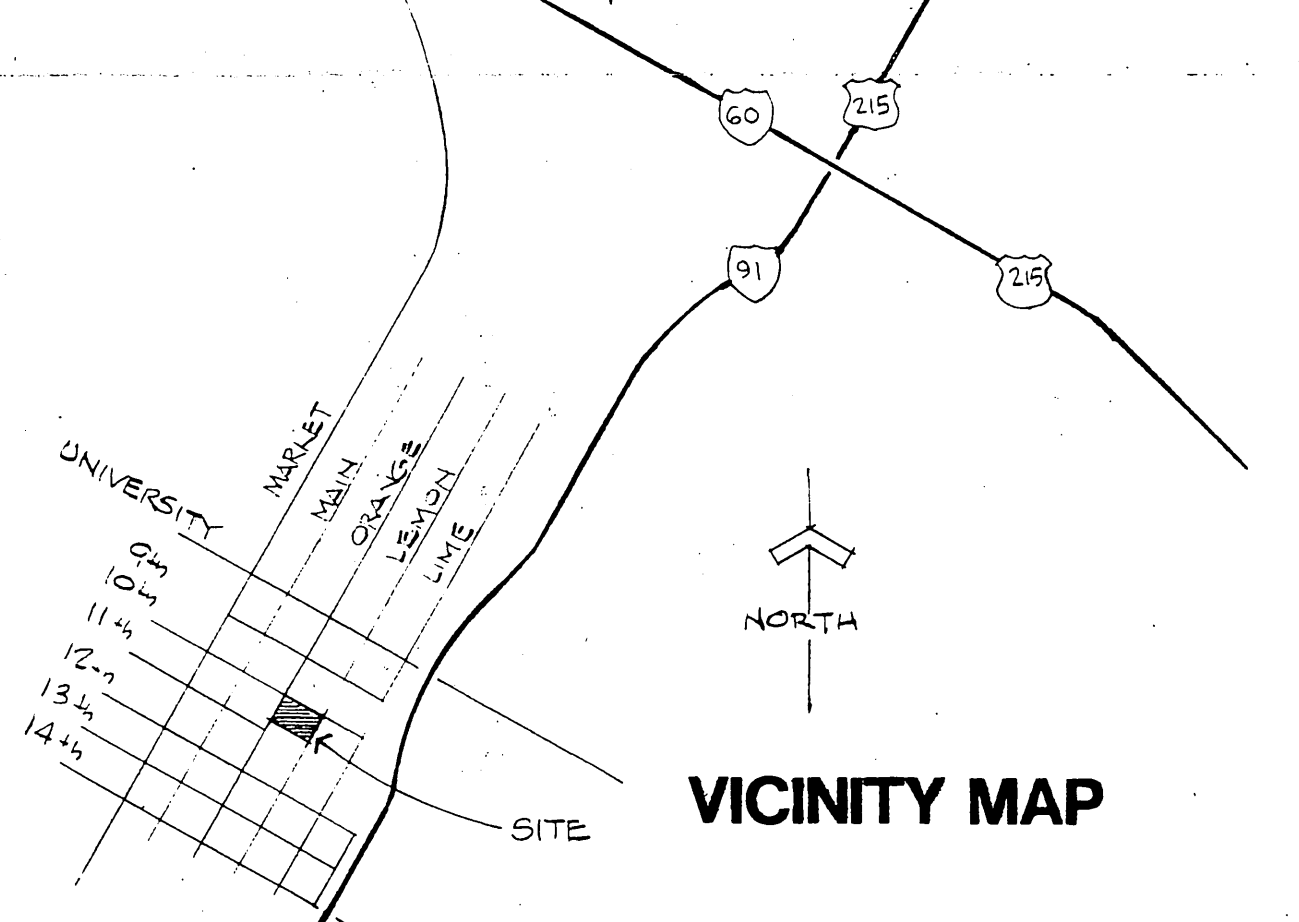 60
215
91
215
MARKET
MAIN
ORANGE
LEMON
LIME
UNIVERSITY
9th
10th
11th
12th
13th
14th
NORTH
SITE
VICINITY MAP